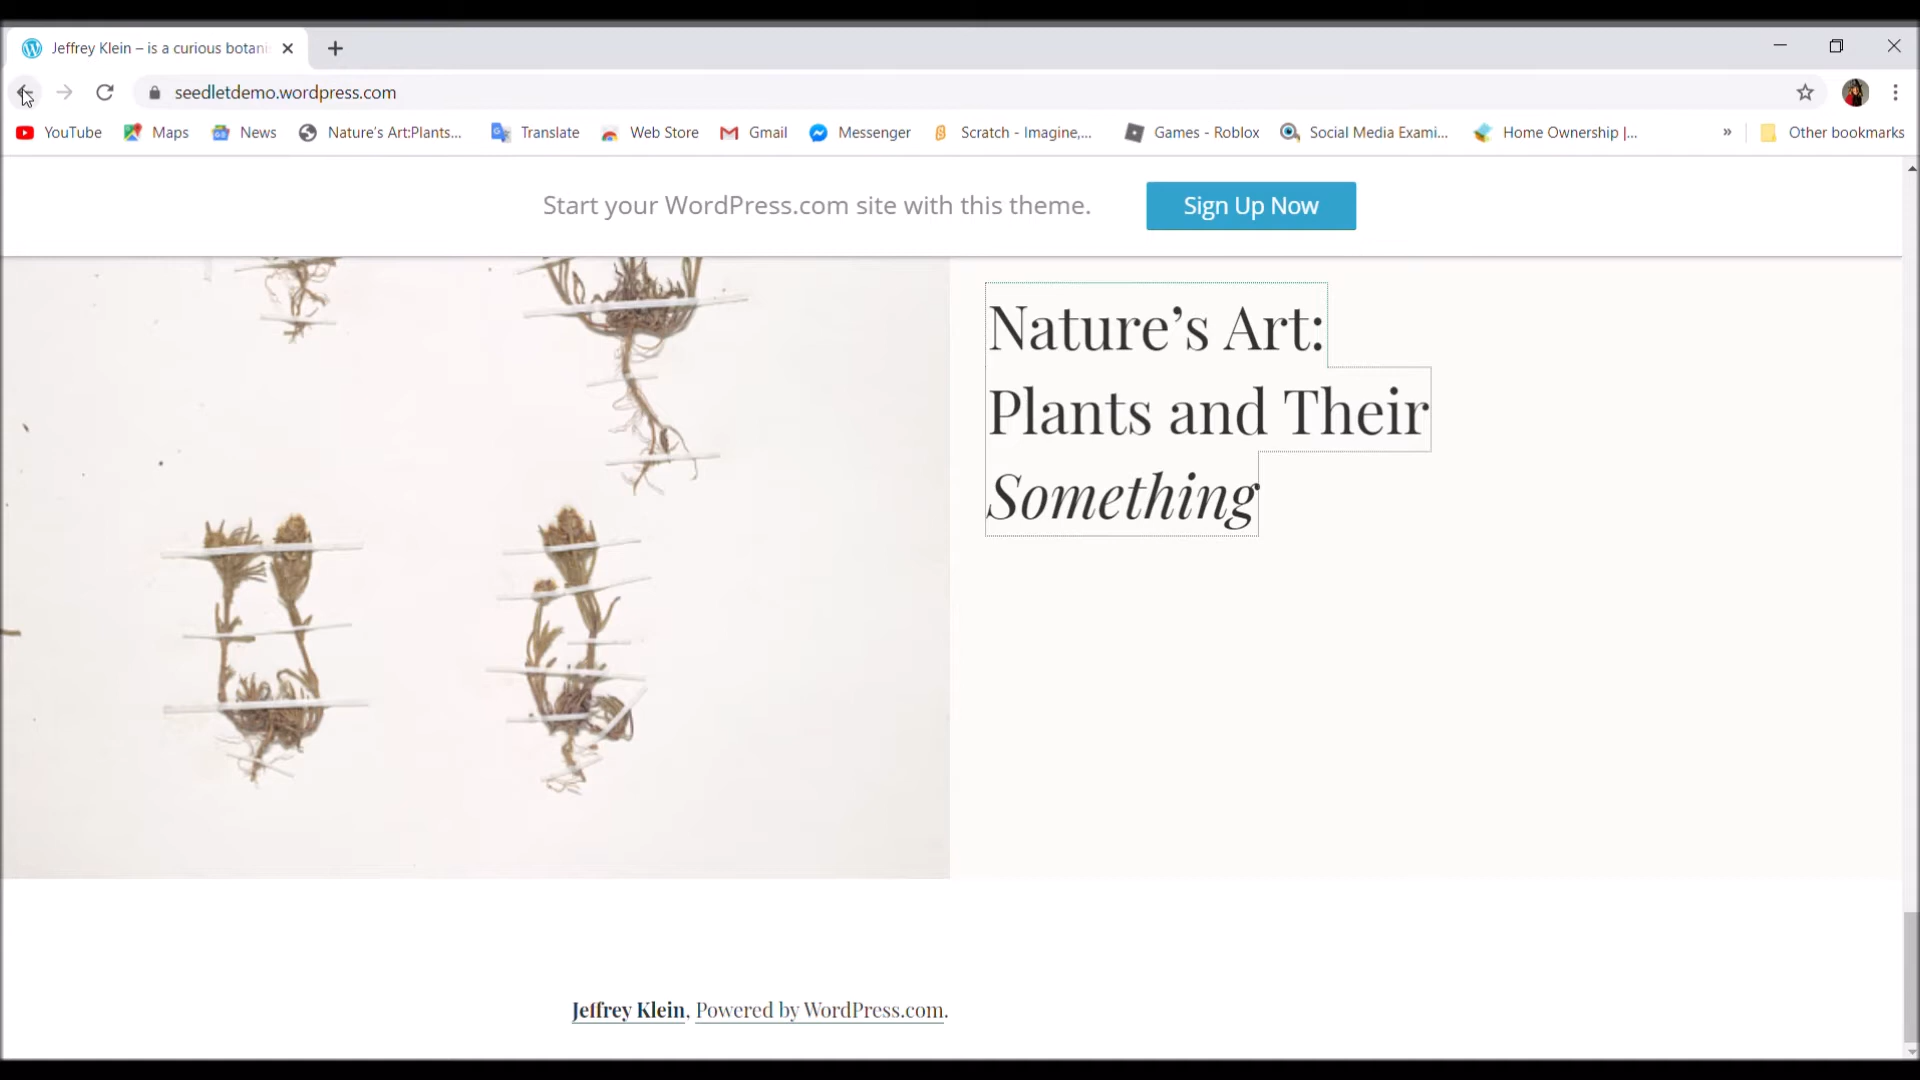 Jeffrey Klein – is a curious botani
seedletdemo.wordpress.com
YouTube Maps News Nature's Art:Plants... Translate Web Store Gmail Messenger Scratch - Imagine,... Games - Roblox Social Media Exami... Home Ownership |... » Other bookmarks
Start your WordPress.com site with this theme. Sign Up Now
Nature’s Art:
Plants and Their
Something
Jeffrey Klein, Powered by WordPress.com.